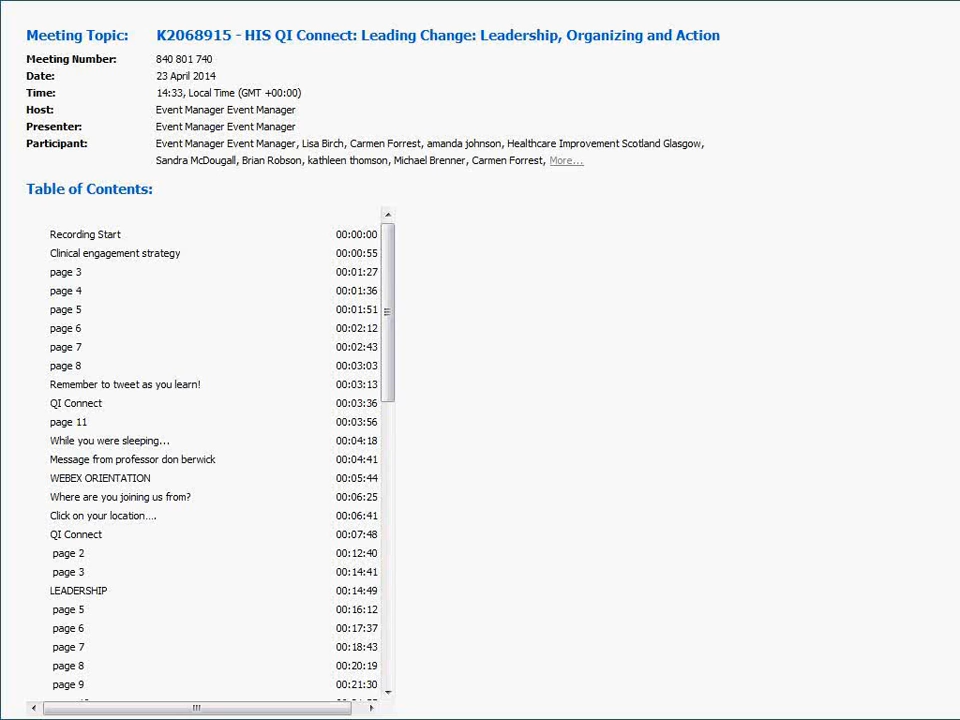 Meeting Topic: K2068915 - HIS QI Connect: Leading Change: Leadership, Organizing and Action
Meeting Number: 840 801 740
Date: 23 April 2014
Time: 14:33, Local Time (GMT +00:00)
Host: Event Manager Event Manager
Presenter: Event Manager Event Manager
Participant: Event Manager Event Manager, Lisa Birch, Carmen Forrest, amanda johnson, Healthcare Improvement Scotland Glasgow,
Sandra McDougall, Brian Robson, kathleen thomson, Michael Brenner, Carmen Forrest, More...
Table of Contents:
Recording Start 00:00:00
Clinical engagement strategy 00:00:55
page 3 00:01:27
page 4 00:01:36
page 5 00:01:51
page 6 00:02:12
page 7 00:02:43
page 8 00:03:03
Remember to tweet as you learn! 00:03:13
QI Connect 00:03:36
page 11 00:03:56
While you were sleeping... 00:04:18
Message from professor don berwick 00:04:41
WEBEX ORIENTATION 00:05:44
Where are you joining us from? 00:06:25
Click on your location.... 00:06:41
QI Connect 00:07:48
page 2 00:12:40
page 3 00:14:41
LEADERSHIP 00:14:49
page 5 00:16:12
page 6 00:17:37
page 7 00:18:43
page 8 00:20:19
page 9 00:21:30